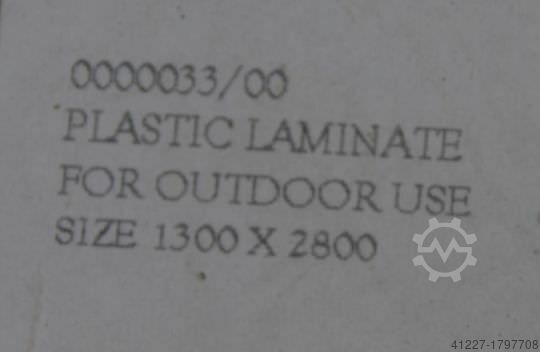 0000033/00
PLASTIC LAMINATE
FOR OUTDOOR USE
SIZE 1300 X 2800
41227-1797708